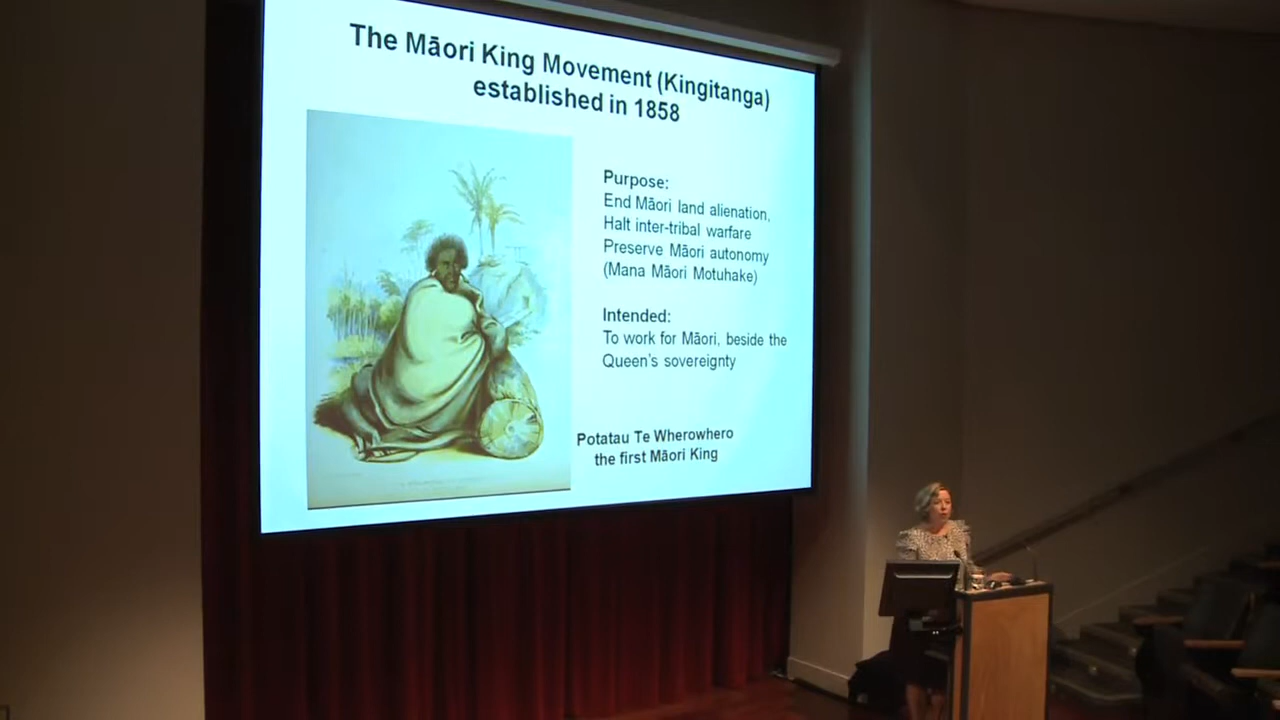 The Māori King Movement (Kingitanga)
established in 1858
Purpose:
End Māori land alienation,
Halt inter-tribal warfare
Preserve Māori autonomy
(Mana Māori Motuhake)
Intended:
To work for Māori, beside the
Queen's sovereignty
Potatau Te Wherowhero
the first Māori King